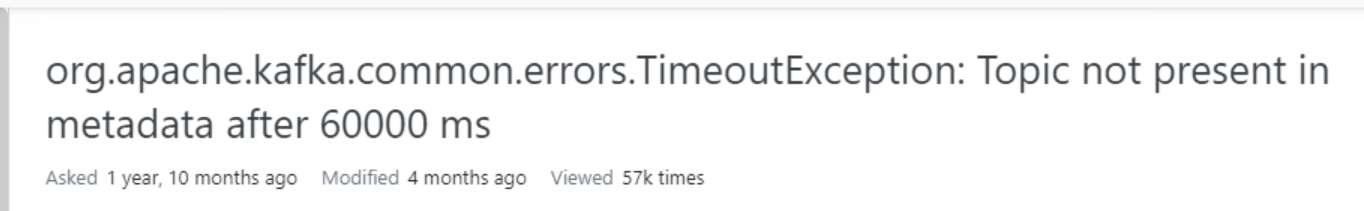 org.apache.kafka.common.errors.TimeoutException: Topic not present in
metadata after 60000 ms
Asked 1 year, 10 months ago Modified 4 months ago Viewed 57k times